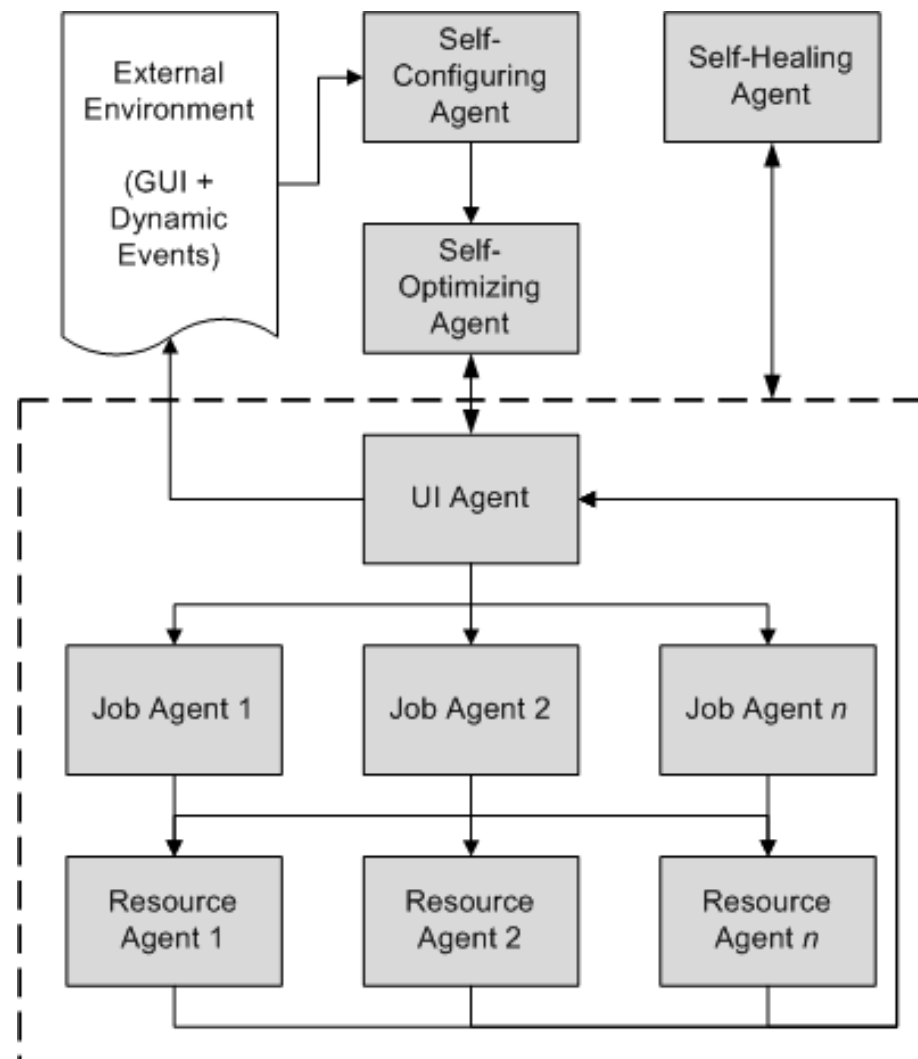 External
Environment
(GUI +
Dynamic
Events)
Self-
Configuring
Agent
Self-Healing
Agent
Self-
Optimizing
Agent
UI Agent
Job Agent 1
Job Agent 2
Job Agent n
Resource
Agent 1
Resource
Agent 2
Resource
Agent n